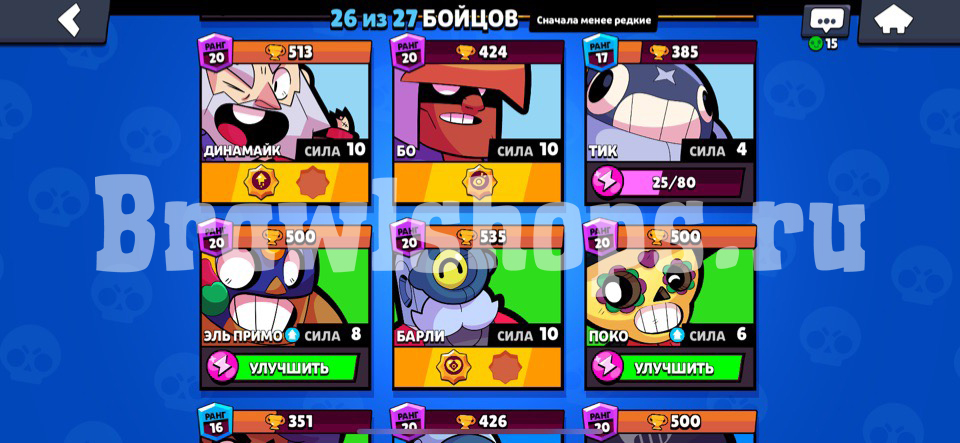 26 из 27 БОЙЦОВ Сначала менее редкие
15
РАНГ 20 513
РАНГ 20 424
РАНГ 17 385
ДИНАМАЙК СИЛА 10
БО СИЛА 10
ТИК СИЛА 4
25/80
Brawlshops.ru
РАНГ 20 500
РАНГ 20 535
РАНГ 20 500
ЭЛЬ ПРИМО СИЛА 8
БАРЛИ СИЛА 10
ПОКО СИЛА 6
УЛУЧШИТЬ
УЛУЧШИТЬ
РАНГ 16 351
РАНГ 20 426
РАНГ 20 500